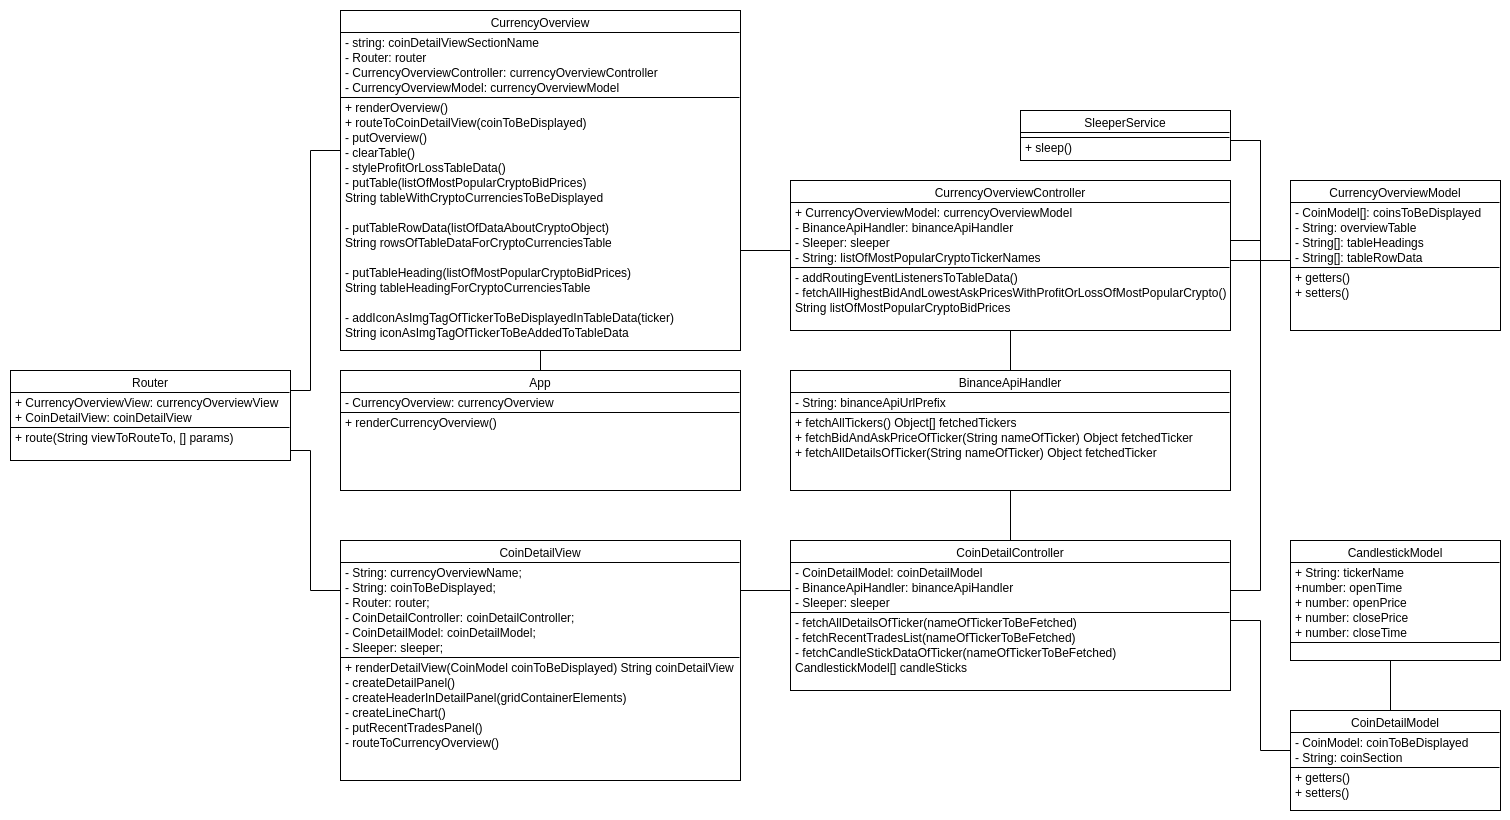 CurrencyOverview
- string: coinDetailViewSectionName
- Router: router
- CurrencyOverviewController: currencyOverviewController
- CurrencyOverviewModel: currencyOverviewModel
+ renderOverview()
+ routeToCoinDetailView(coinToBeDisplayed)
- putOverview()
- clearTable()
- styleProfitOrLossTableData()
- putTable(listOfMostPopularCryptoBidPrices)
String tableWithCryptoCurrenciesToBeDisplayed
- putTableRowData(listOfDataAboutCryptoObject)
String rowsOfTableDataForCryptoCurrenciesTable
- putTableHeading(listOfMostPopularCryptoBidPrices)
String tableHeadingForCryptoCurrenciesTable
- addIconAsImgTagOfTickerToBeDisplayedInTableData(ticker)
String iconAsImgTagOfTickerToBeAddedToTableData
SleeperService
+ sleep()
CurrencyOverviewController
+ CurrencyOverviewModel: currencyOverviewModel
- BinanceApiHandler: binanceApiHandler
- Sleeper: sleeper
- String: listOfMostPopularCryptoTickerNames
- addRoutingEventListenersToTableData()
- fetchAllHighestBidAndLowestAskPricesWithProfitOrLossOfMostPopularCrypto()
String listOfMostPopularCryptoBidPrices
CurrencyOverviewModel
- CoinModel[]: coinsToBeDisplayed
- String: overviewTable
- String[]: tableHeadings
- String[]: tableRowData
+ getters()
+ setters()
Router
+ CurrencyOverviewView: currencyOverviewView
+ CoinDetailView: coinDetailView
+ route(String viewToRouteTo, [] params)
App
- CurrencyOverview: currencyOverview
+ renderCurrencyOverview()
BinanceApiHandler
- String: binanceApiUrlPrefix
+ fetchAllTickers() Object[] fetchedTickers
+ fetchBidAndAskPriceOfTicker(String nameOfTicker) Object fetchedTicker
+ fetchAllDetailsOfTicker(String nameOfTicker) Object fetchedTicker
CoinDetailView
- String: currencyOverviewName;
- String: coinToBeDisplayed;
- Router: router;
- CoinDetailController: coinDetailController;
- CoinDetailModel: coinDetailModel;
- Sleeper: sleeper;
+ renderDetailView(CoinModel coinToBeDisplayed) String coinDetailView
- createDetailPanel()
- createHeaderInDetailPanel(gridContainerElements)
- createLineChart()
- putRecentTradesPanel()
- routeToCurrencyOverview()
CoinDetailController
- CoinDetailModel: coinDetailModel
- BinanceApiHandler: binanceApiHandler
- Sleeper: sleeper
- fetchAllDetailsOfTicker(nameOfTickerToBeFetched)
- fetchRecentTradesList(nameOfTickerToBeFetched)
- fetchCandleStickDataOfTicker(nameOfTickerToBeFetched)
CandlestickModel[] candleSticks
CandlestickModel
+ String: tickerName
+number: openTime
+ number: openPrice
+ number: closePrice
+ number: closeTime
CoinDetailModel
- CoinModel: coinToBeDisplayed
- String: coinSection
+ getters()
+ setters()